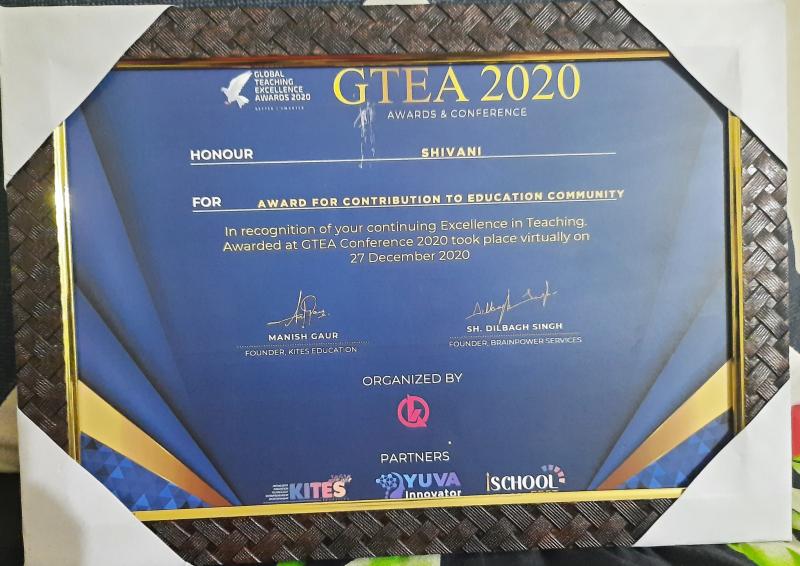 GLOBAL
TEACHING
EXCELLENCE
AWARDS 2020
GTEA 2020
AWARDS & CONFERENCE
HONOUR SHIVANI
FOR AWARD FOR CONTRIBUTION TO EDUCATION COMMUNITY
In recognition of your continuing Excellence in Teaching.
Awarded at GTEA Conference 2020 took place virtually on
27 December 2020
MANISH GAUR
FOUNDER, KITES EDUCATION
SH. DILBAGH SINGH
FOUNDER, BRAINPOWER SERVICES
ORGANIZED BY
PARTNERS
KITES
YUVA
Innovator
iSCHOOL